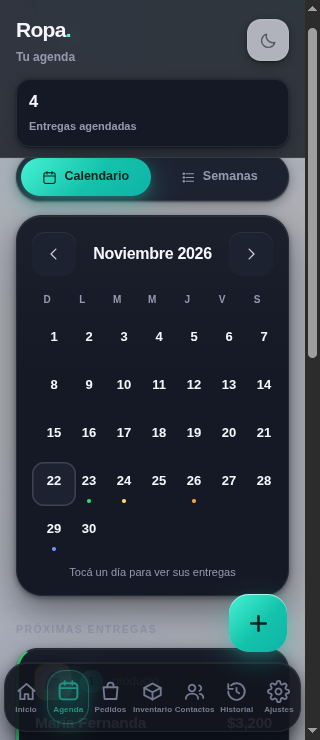 Ropa.
Tu agenda
4
Entregas agendadas
Calendario Semanas
Noviembre 2026
D L M M J V S
1 2 3 4 5 6 7
8 9 10 11 12 13 14
15 16 17 18 19 20 21
22 23 24 25 26 27 28
29 30
Tocá un día para ver sus entregas
PRÓXIMAS ENTREGAS
Inicio Agenda Pedidos Inventario Contactos Historial Ajustes
María Fernanda $3,200